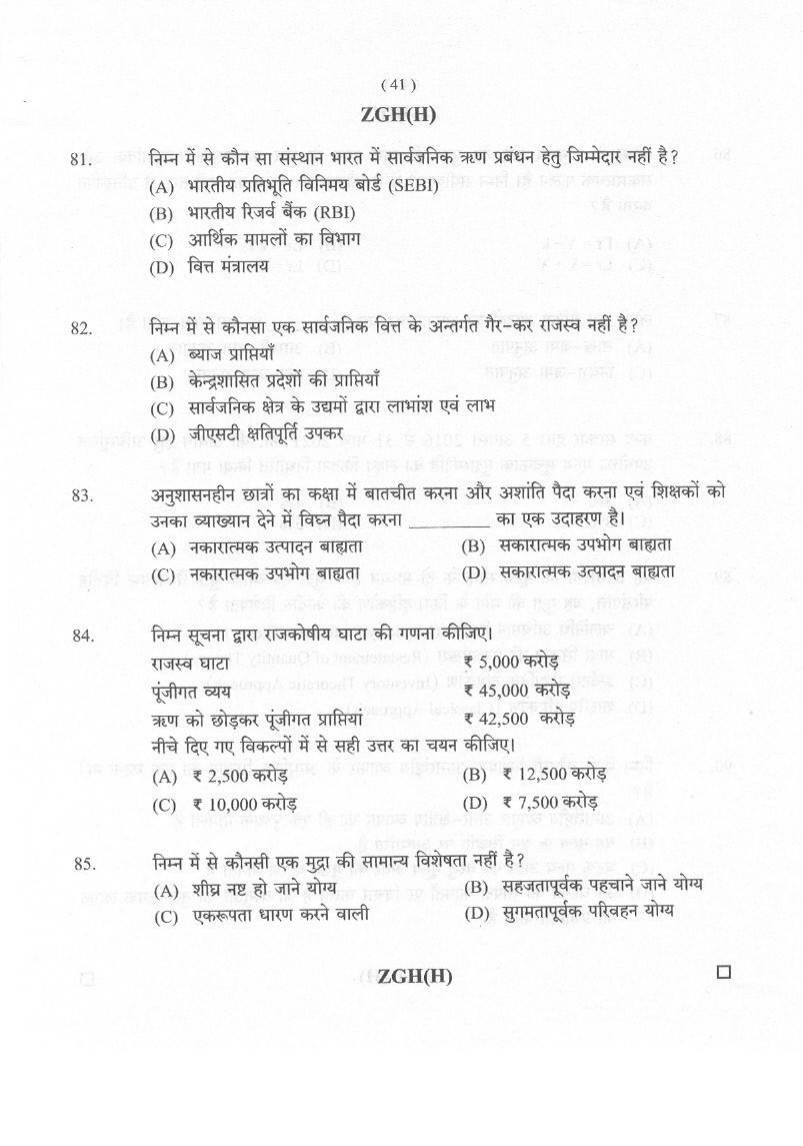 ( 41 )
ZGH(H)
81. निम्न में से कौन सा संस्थान भारत में सार्वजनिक ऋण प्रबंधन हेतु जिम्मेदार नहीं है?
(A) भारतीय प्रतिभूति विनिमय बोर्ड (SEBI)
(B) भारतीय रिजर्व बैंक (RBI)
(C) आर्थिक मामलों का विभाग
(D) वित्त मंत्रालय
82. निम्न में से कौनसा एक सार्वजनिक वित्त के अन्तर्गत गैर-कर राजस्व नहीं है?
(A) ब्याज प्राप्तियाँ
(B) केन्द्रशासित प्रदेशों की प्राप्तियाँ
(C) सार्वजनिक क्षेत्र के उद्यमों द्वारा लाभांश एवं लाभ
(D) जीएसटी क्षतिपूर्ति उपकर
83. अनुशासनहीन छात्रों का कक्षा में बातचीत करना और अशांति पैदा करना एवं शिक्षकों को
उनका व्याख्यान देने में विघ्न पैदा करना _________ का एक उदाहरण है।
(A) नकारात्मक उत्पादन बाह्यता (B) सकारात्मक उपभोग बाह्यता
(C) नकारात्मक उपभोग बाह्यता (D) सकारात्मक उत्पादन बाह्यता
84. निम्न सूचना द्वारा राजकोषीय घाटा की गणना कीजिए।
राजस्व घाटा ₹ 5,000 करोड़
पूंजीगत व्यय ₹ 45,000 करोड़
ऋण को छोड़कर पूंजीगत प्राप्तियां ₹ 42,500 करोड़
नीचे दिए गए विकल्पों में से सही उत्तर का चयन कीजिए।
(A) ₹ 2,500 करोड़ (B) ₹ 12,500 करोड़
(C) ₹ 10,000 करोड़ (D) ₹ 7,500 करोड़
85. निम्न में से कौनसी एक मुद्रा की सामान्य विशेषता नहीं है?
(A) शीघ्र नष्ट हो जाने योग्य (B) सहजतापूर्वक पहचाने जाने योग्य
(C) एकरूपता धारण करने वाली (D) सुगमतापूर्वक परिवहन योग्य
ZGH(H)